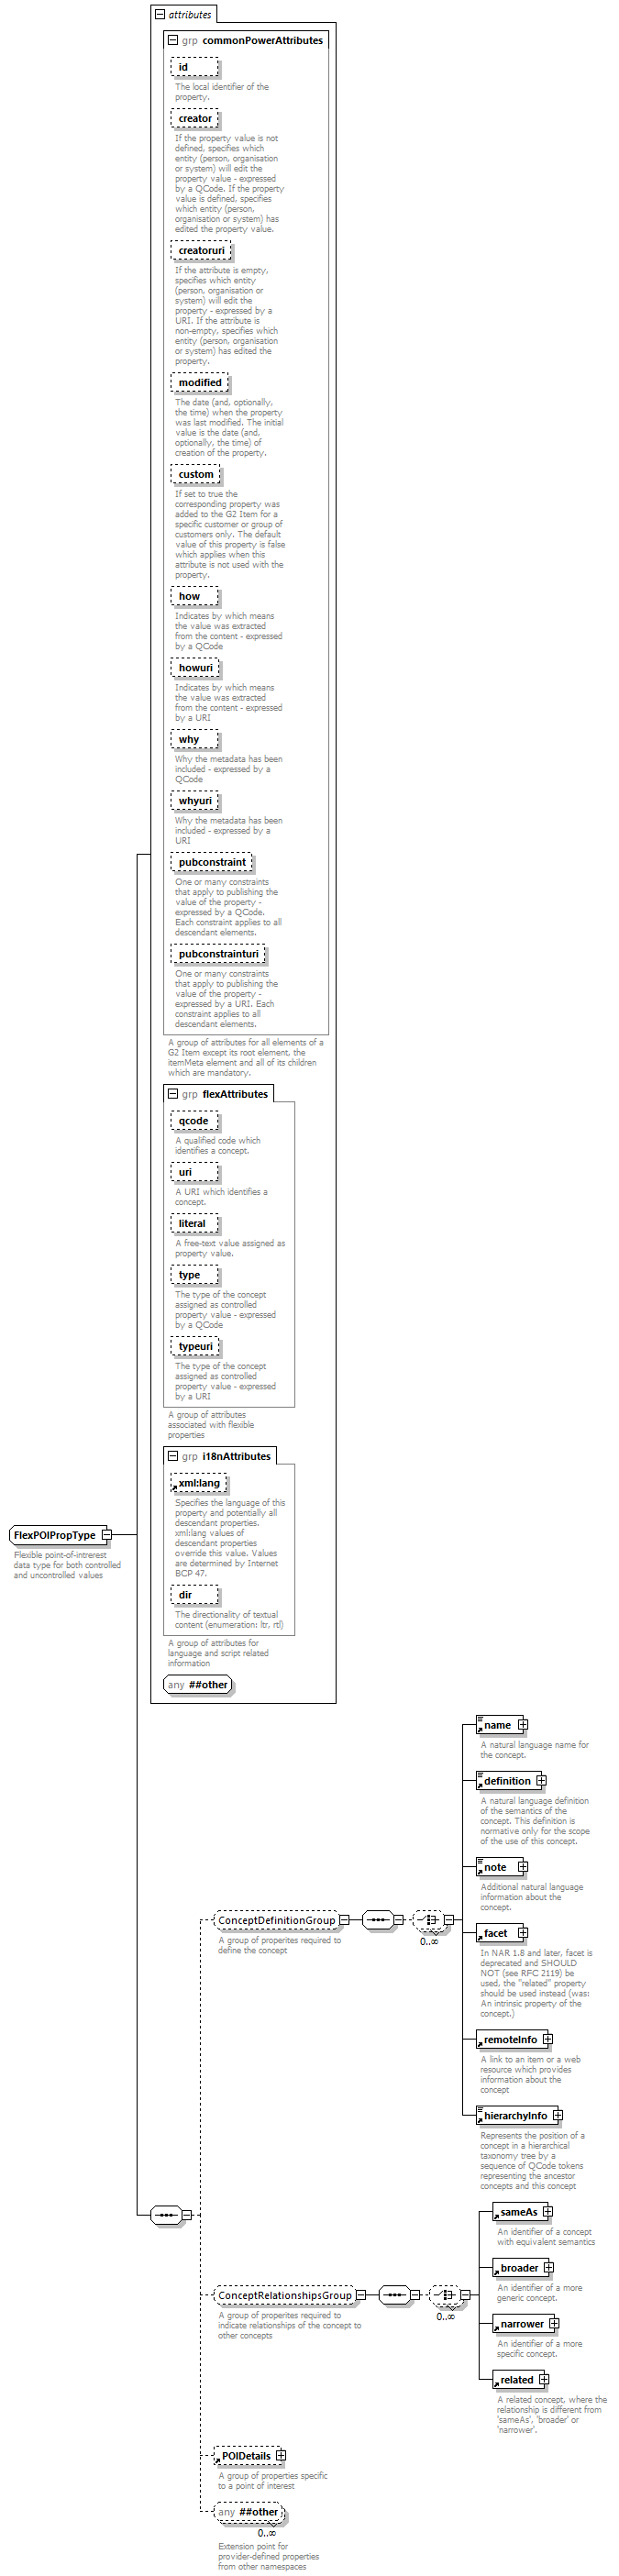 attributes
grp commonPowerAttributes
id
The local identifier of the
property.
creator
If the property value is not
defined, specifies which
entity (person, organisation
or system) will edit the
property value - expressed
by a QCode. If the property
value is defined, specifies
which entity (person,
organisation or system) has
edited the property value.
creatoruri
If the attribute is empty,
specifies which entity
(person, organisation or
system) will edit the
property - expressed by a
URI. If the attribute is
non-empty, specifies which
entity (person, organisation
or system) has edited the
property.
modified
The date (and, optionally,
the time) when the property
was last modified. The initial
value is the date (and,
optionally, the time) of
creation of the property.
custom
If set to true the
corresponding property was
added to the G2 Item for a
specific customer or group of
customers only. The default
value of this property is false
which applies when this
attribute is not used with the
property.
how
Indicates by which means
the value was extracted
from the content - expressed
by a QCode
howuri
Indicates by which means
the value was extracted
from the content - expressed
by a URI
why
Why the metadata has been
included - expressed by a
QCode
whyuri
Why the metadata has been
included - expressed by a
URI
pubconstraint
One or many constraints
that apply to publishing the
value of the property -
expressed by a QCode.
Each constraint applies to all
descendant elements.
pubconstrainturi
One or many constraints
that apply to publishing the
value of the property -
expressed by a URI. Each
constraint applies to all
descendant elements.
A group of attributes for all elements of a
G2 Item except its root element, the
itemMeta element and all of its children
which are mandatory.
grp flexAttributes
qcode
A qualified code which
identifies a concept.
uri
A URI which identifies a
concept.
literal
A free-text value assigned as
property value.
type
The type of the concept
assigned as controlled
property value - expressed
by a QCode
typeuri
The type of the concept
assigned as controlled
property value - expressed
by a URI
A group of attributes
associated with flexible
properties
grp i18nAttributes
xml:lang
Specifies the language of this
property and potentially all
descendant properties.
xml:lang values of
descendant properties
override this value. Values
are determined by Internet
BCP 47.
dir
The directionality of textual
content (enumeration: ltr, rtl)
A group of attributes for
language and script related
information
any ##other
FlexPOIPropType
Flexible point-of-intrerest
data type for both controlled
and uncontrolled values
name
A natural language name for
the concept.
definition
A natural language definition
of the semantics of the
concept. This definition is
normative only for the scope
of the use of this concept.
note
Additional natural language
information about the
concept.
facet
In NAR 1.8 and later, facet is
deprecated and SHOULD
NOT (see RFC 2119) be
used, the "related" property
should be used instead (was:
An intrinsic property of the
concept.)
remoteInfo
A link to an item or a web
resource which provides
information about the
concept
hierarchyInfo
Represents the position of a
concept in a hierarchical
taxonomy tree by a
sequence of QCode tokens
representing the ancestor
concepts and this concept
ConceptDefinitionGroup
0..∞
A group of properites required to
define the concept
sameAs
An identifier of a concept
with equivalent semantics
broader
An identifier of a more
generic concept.
narrower
An identifier of a more
specific concept.
related
A related concept, where the
relationship is different from
'sameAs', 'broader' or
'narrower'.
ConceptRelationshipsGroup
0..∞
A group of properites required to
indicate relationships of the concept to
other concepts
POIDetails
A group of properties specific
to a point of interest
any ##other
0..∞
Extension point for
provider-defined properties
from other namespaces